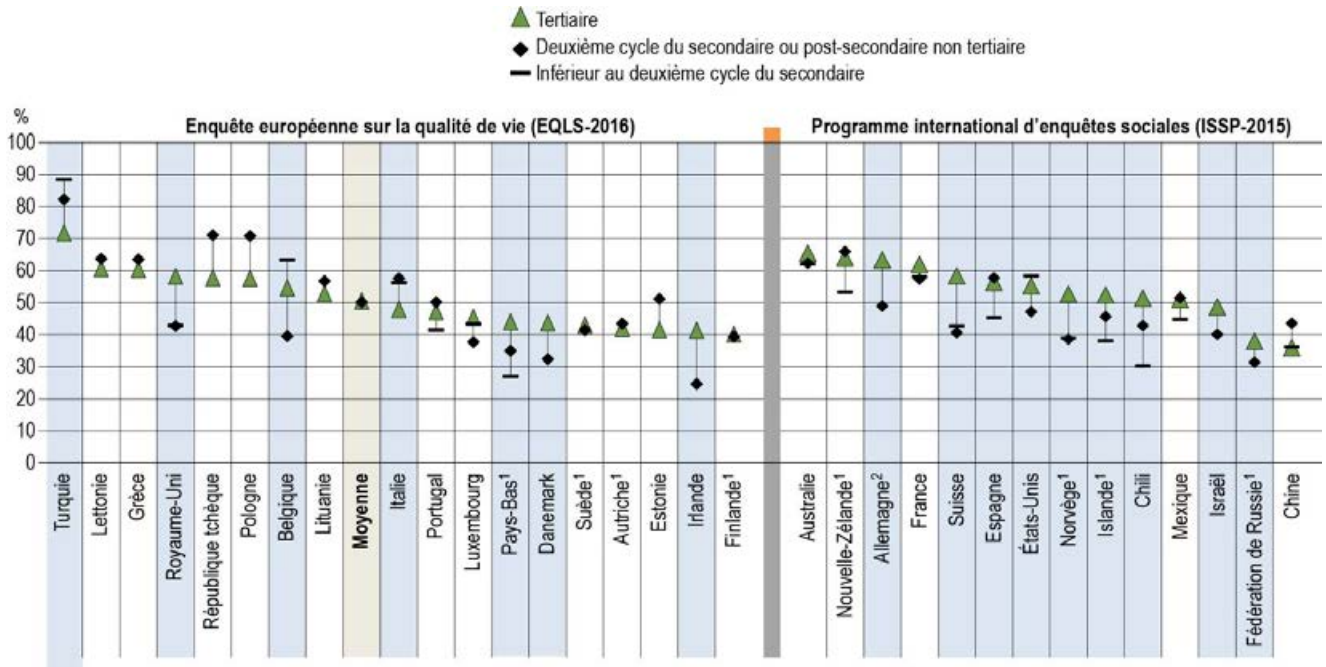 Tertiaire
Deuxième cycle du secondaire ou post-secondaire non tertiaire
Inférieur au deuxième cycle du secondaire
%
Enquête européenne sur la qualité de vie (EQLS-2016)
Programme international d'enquêtes sociales (ISSP-2015)
100
90
80
70
60
50
40
30
20
10
0
Turquie
Lettonie
Grèce
Royaume-Uni
République tchèque
Pologne
Belgique
Lituanie
Moyenne
Italie
Portugal
Luxembourg
Pays-Bas¹
Danemark
Suède¹
Autriche¹
Estonie
Irlande
Finlande¹
Australie
Nouvelle-Zélande¹
Allemagne²
France
Suisse
Espagne
États-Unis
Norvège¹
Islande¹
Chili
Mexique
Israël
Fédération de Russie¹
Chine